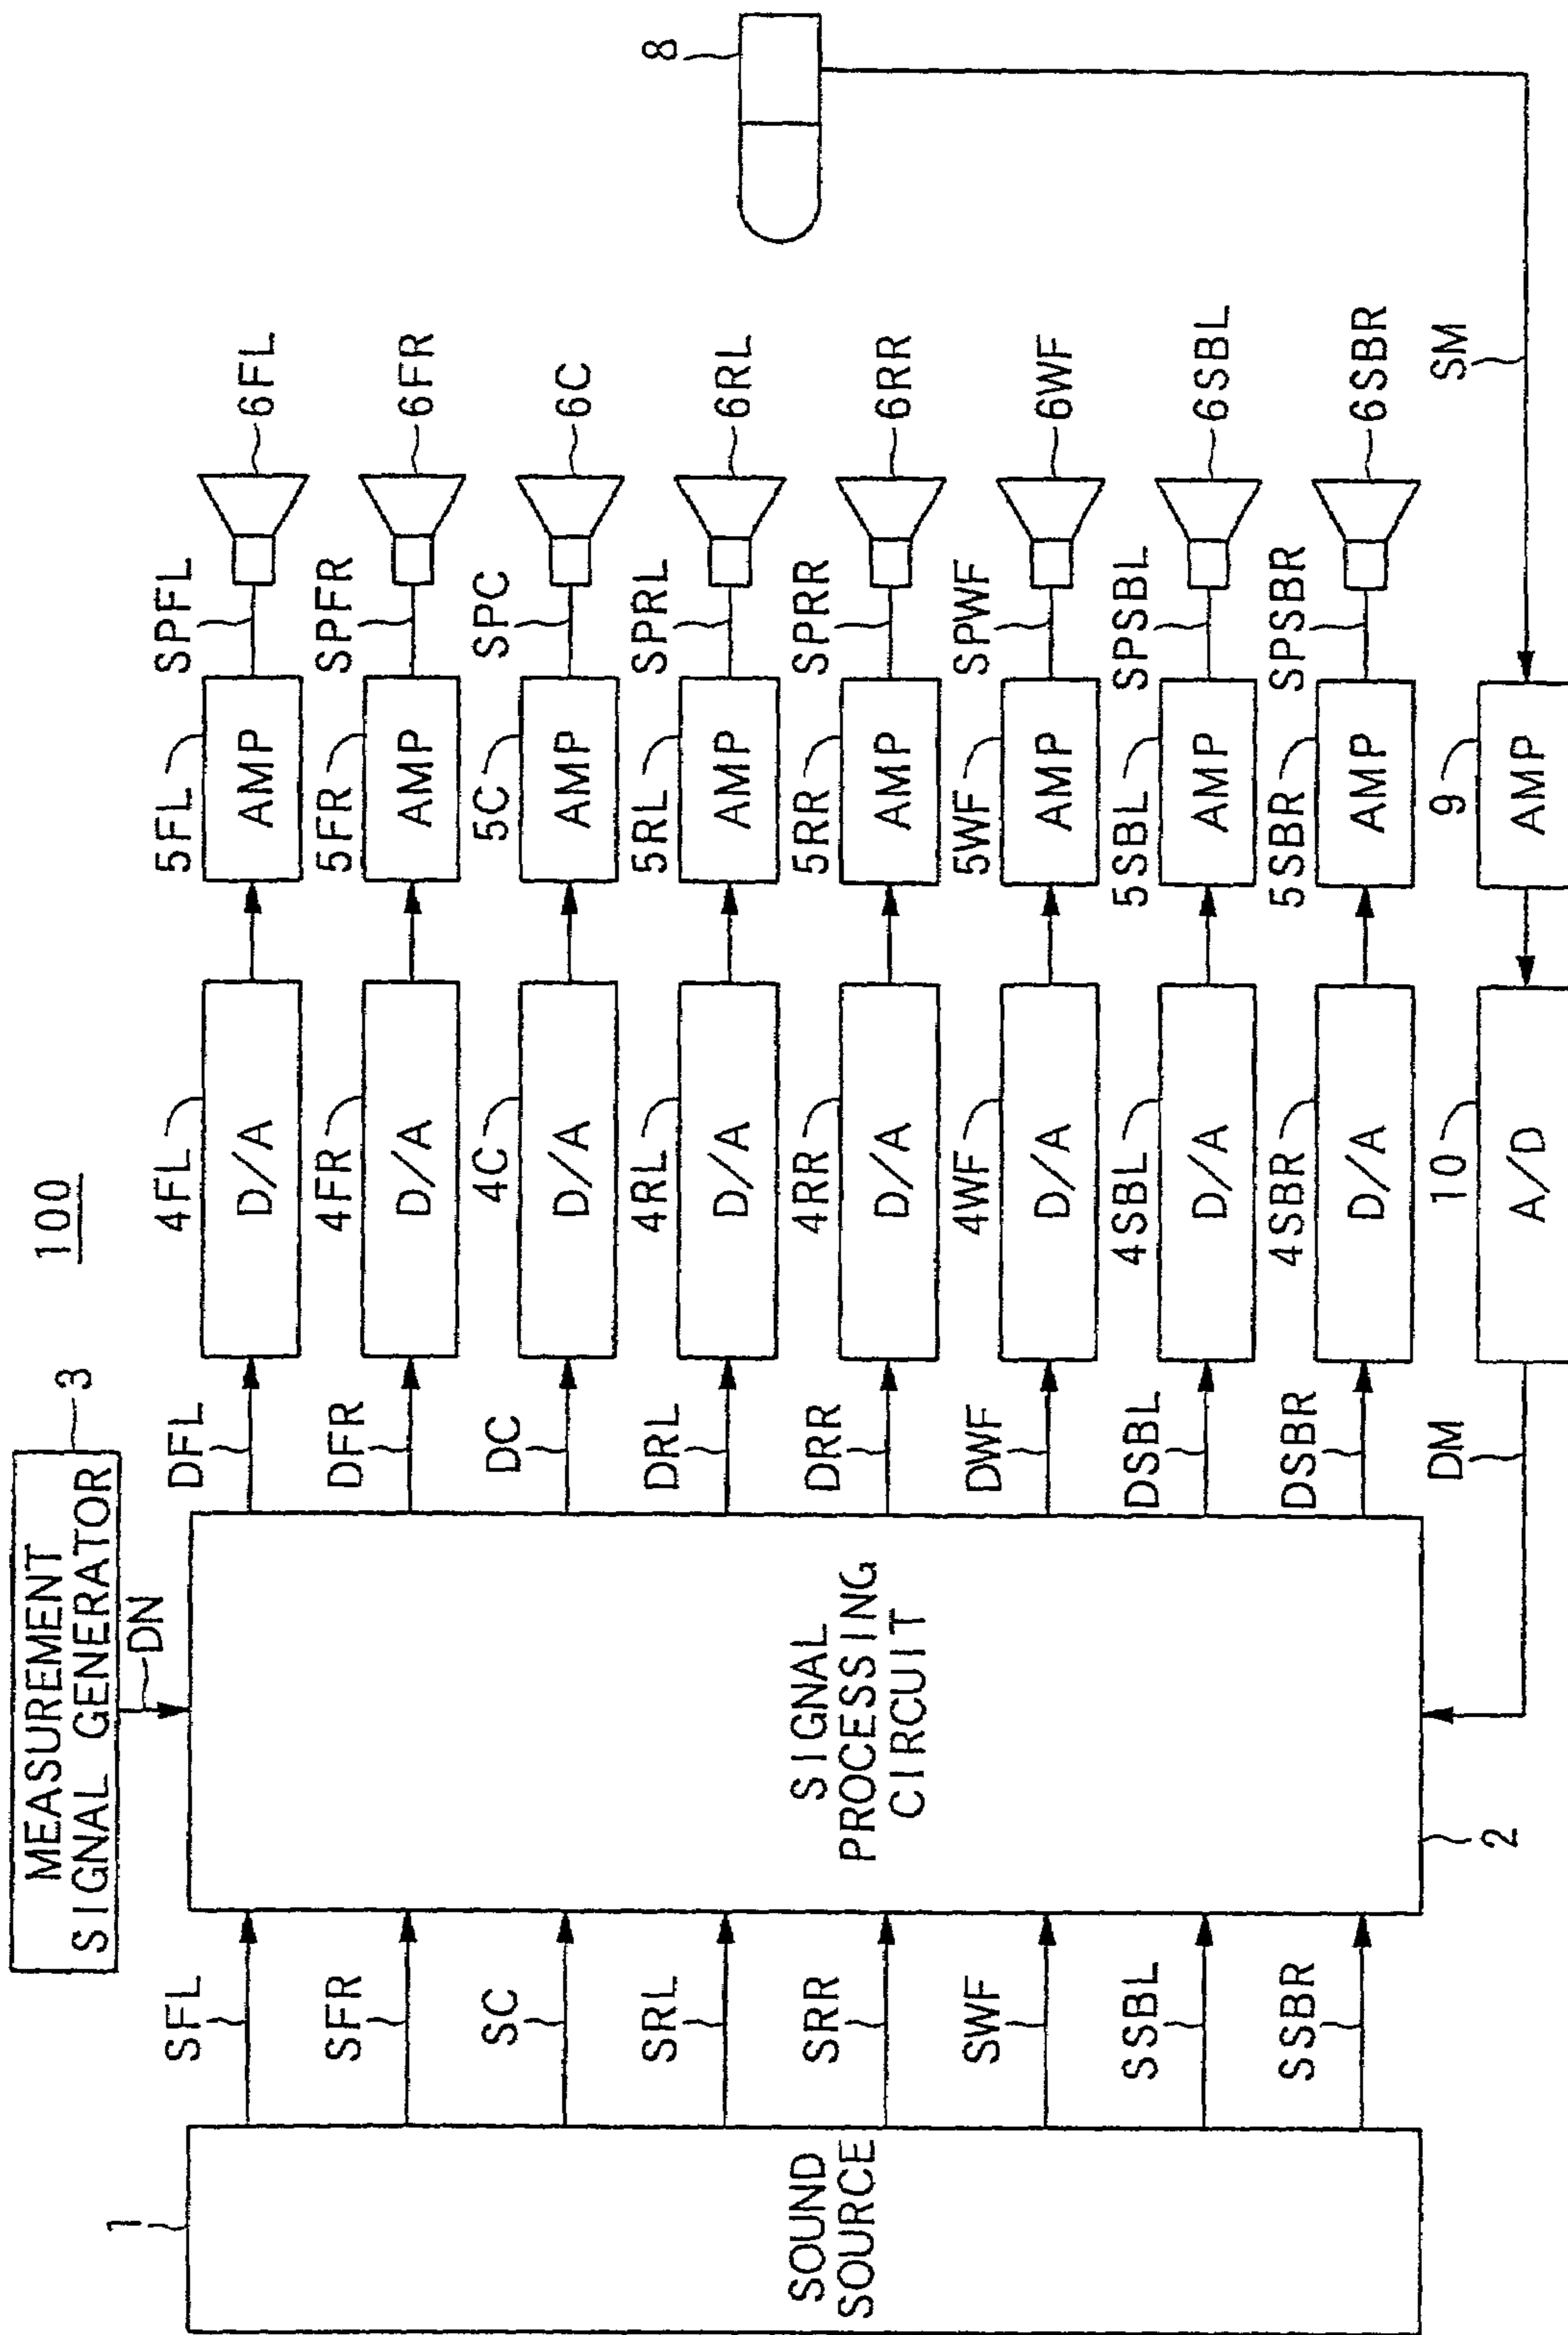 100
MEASUREMENT
SIGNAL GENERATOR
3
DN
1
SOUND
SOURCE
SFL
SFR
SC
SRL
SRR
SWF
SSBL
SSBR
SIGNAL
PROCESSING
CIRCUIT
2
DFL
DFR
DC
DRL
DRR
DWF
DSBL
DSBR
DM
4FL
D/A
4FR
D/A
4C
D/A
4RL
D/A
4RR
D/A
4WF
D/A
4SBL
D/A
4SBR
D/A
10
A/D
5FL
AMP
5FR
AMP
5C
AMP
5RL
AMP
5RR
AMP
5WF
AMP
5SBL
AMP
5SBR
AMP
9
AMP
SPFL
SPFR
SPC
SPRL
SPRR
SPWF
SPSBL
SPSBR
6FL
6FR
6C
6RL
6RR
6WF
6SBL
6SBR
SM
8